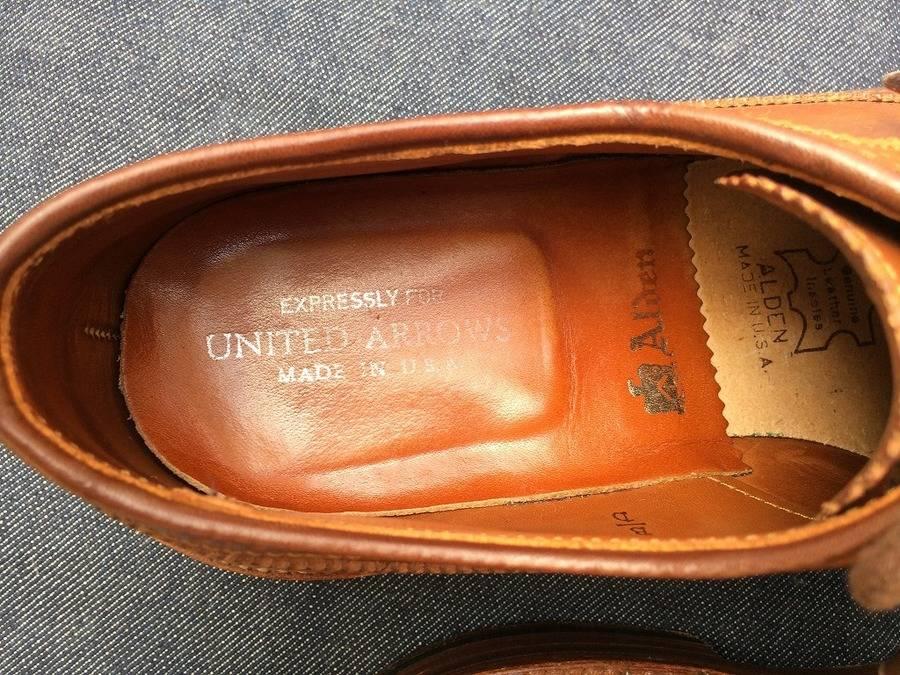 EXPRESSLY FOR
UNITED ARROWS
MADE IN U.S.A.
Alden
Genuine
Leather
Insoles
ALDEN
MADE IN U.S.A.